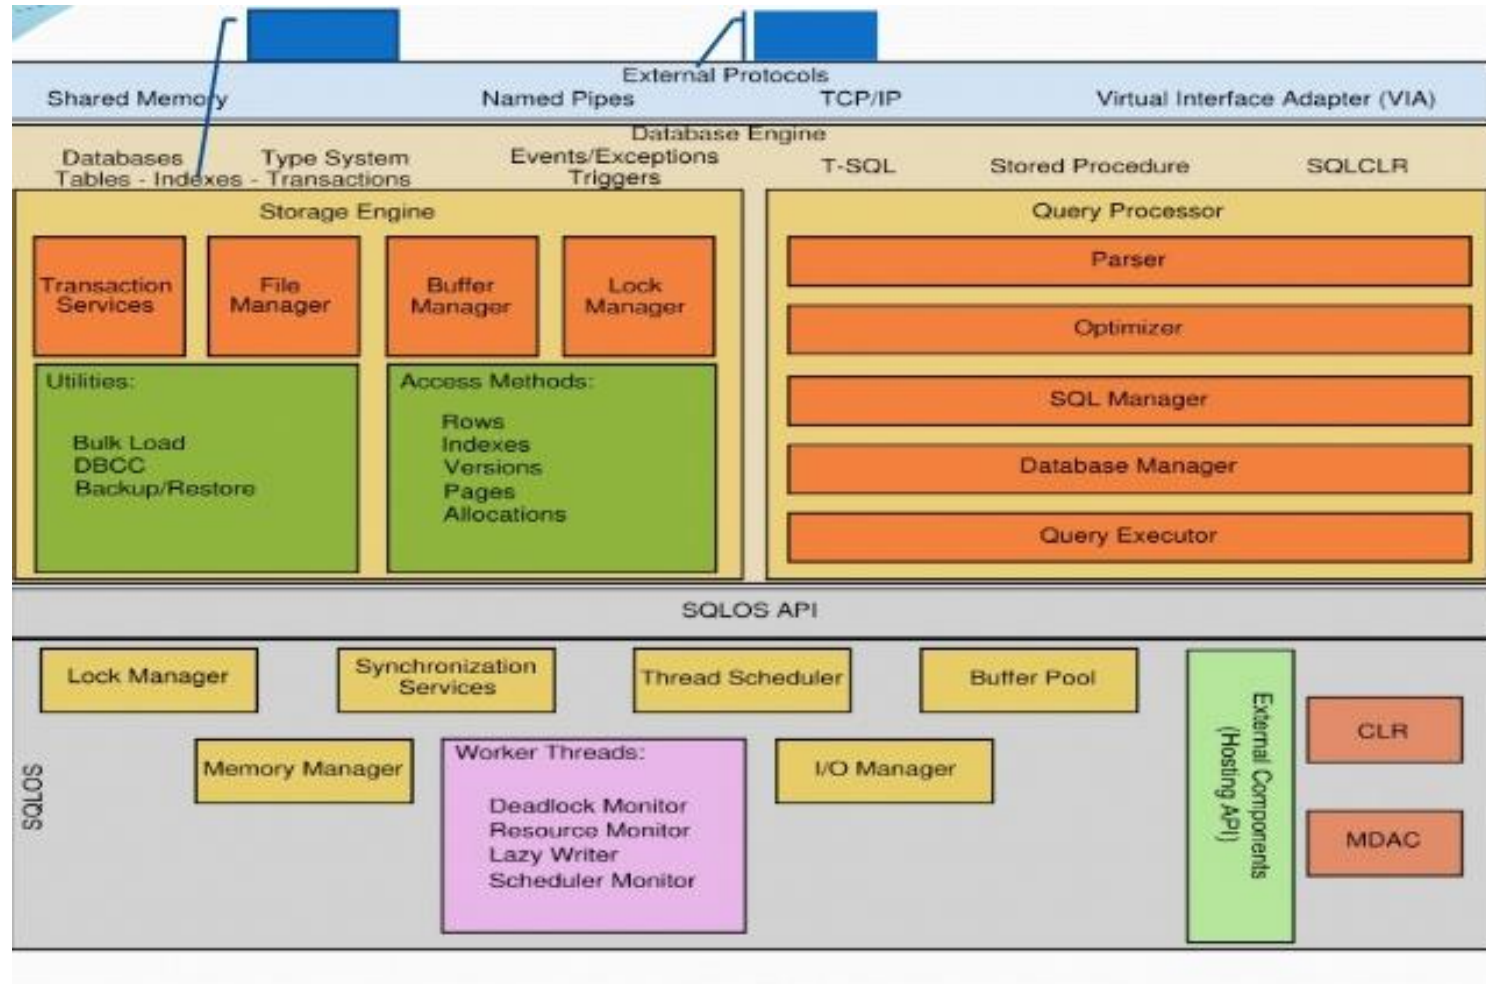 External Protocols
Shared Memory Named Pipes TCP/IP Virtual Interface Adapter (VIA)
Database Engine
Databases Type System Events/Exceptions T-SQL Stored Procedure SQLCLR
Tables - Indexes - Transactions Triggers
Storage Engine
Transaction
Services
File
Manager
Buffer
Manager
Lock
Manager
Utilities:
Bulk Load
DBCC
Backup/Restore
Access Methods:
Rows
Indexes
Versions
Pages
Allocations
Query Processor
Parser
Optimizer
SQL Manager
Database Manager
Query Executor
SQLOS API
SQLOS
Lock Manager
Synchronization
Services
Thread Scheduler
Buffer Pool
Memory Manager
Worker Threads:
Deadlock Monitor
Resource Monitor
Lazy Writer
Scheduler Monitor
I/O Manager
External Components
(Hosting API)
CLR
MDAC